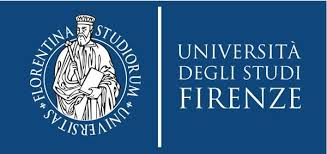 FLORENTINA STUDIORUM UNIVERSITAS
UNIVERSITÀ
DEGLI STUDI
FIRENZE